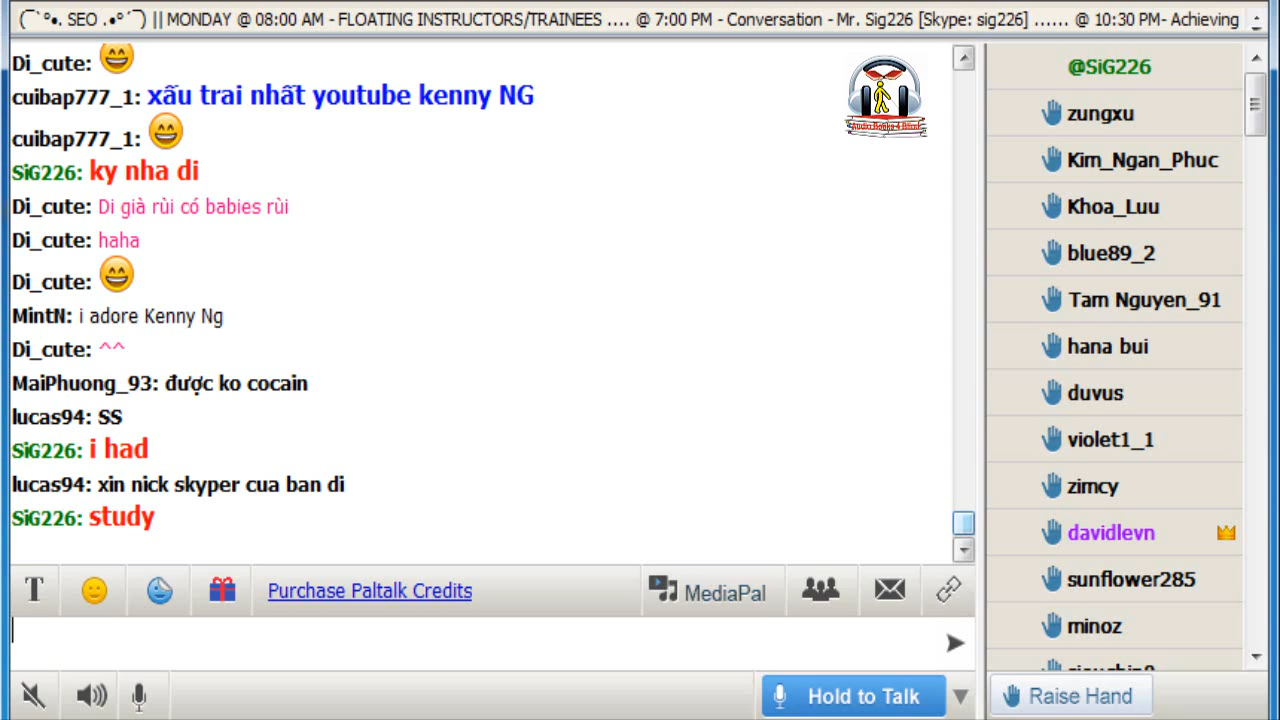 (¯`°•. SEO .•°´¯) || MONDAY @ 08:00 AM - FLOATING INSTRUCTORS/TRAINEES .... @ 7:00 PM - Conversation - Mr. Sig226 [Skype: sig226] ...... @ 10:30 PM- Achieving
Di_cute: 😄
cuibap777_1: xấu trai nhất youtube kenny NG
cuibap777_1: 😄
SiG226: ky nha di
Di_cute: Di già rùi có babies rùi
Di_cute: haha
Di_cute: 😄
MintN: i adore Kenny Ng
Di_cute: ^^
MaiPhuong_93: được ko cocain
lucas94: SS
SiG226: i had
lucas94: xin nick skyper cua ban di
SiG226: study
@SiG226
zungxu
Kim_Ngan_Phuc
Khoa_Luu
blue89_2
Tam Nguyen_91
hana bui
duvus
violet1_1
zimcy
davidlevn
sunflower285
minoz
T
Purchase Paltalk Credits
MediaPal
Hold to Talk
Raise Hand